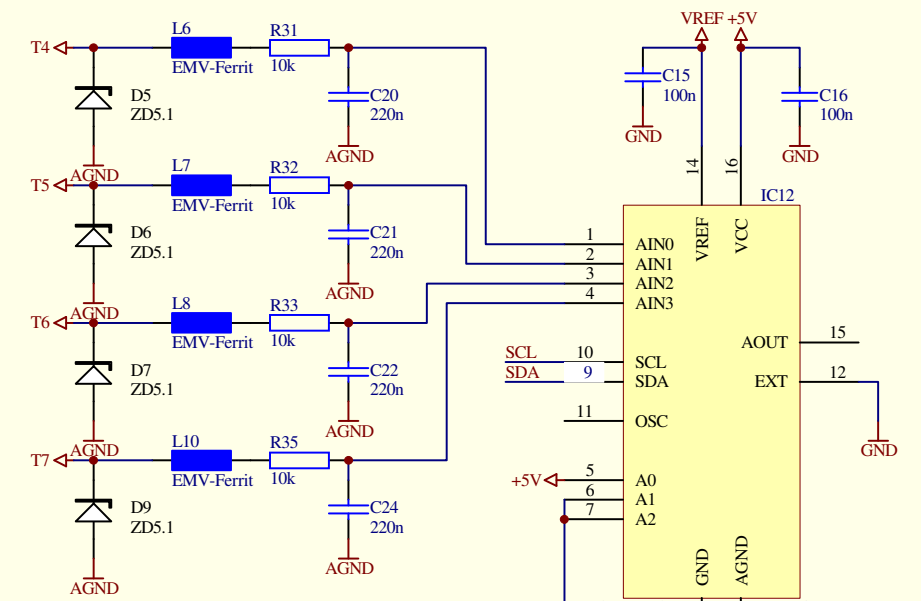 VREF +5V
T4
L6
EMV-Ferrit
R31
10k
D5
ZD5.1
AGND
C20
220n
AGND
C15
100n
GND
C16
100n
GND
T5
L7
EMV-Ferrit
R32
10k
D6
ZD5.1
AGND
C21
220n
AGND
T6
L8
EMV-Ferrit
R33
10k
D7
ZD5.1
AGND
C22
220n
AGND
T7
L10
EMV-Ferrit
R35
10k
D9
ZD5.1
AGND
C24
220n
AGND
14
16
IC12
VREF
VCC
1 AIN0
2 AIN1
3 AIN2
4 AIN3
SCL 10 SCL
SDA 9 SDA
11 OSC
+5V 5 A0
6 A1
7 A2
AOUT 15
EXT 12
GND
GND
AGND